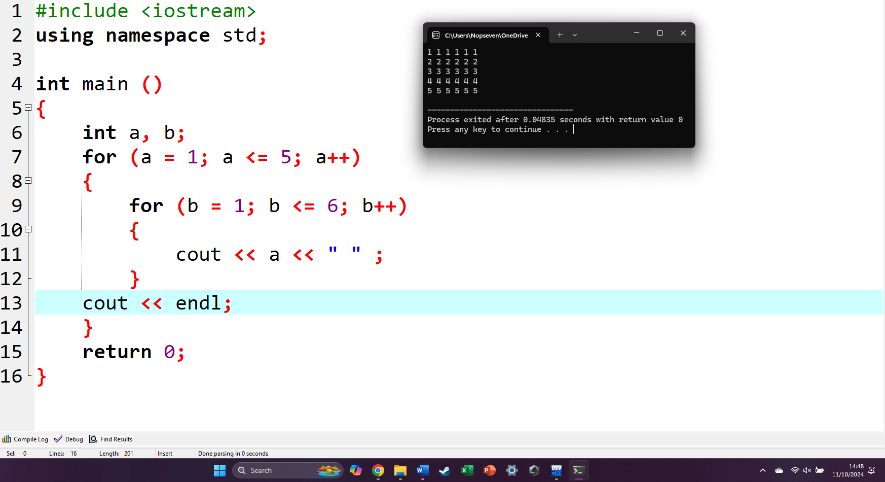 1 #include <iostream>
2 using namespace std;
3
4 int main ()
5 {
6 int a, b;
7 for (a = 1; a <= 5; a++)
8 {
9 for (b = 1; b <= 6; b++)
10 {
11 cout << a << " " ;
12 }
13 cout << endl;
14 }
15 return 0;
16 }
C:\Users\Nopseven\OneDrive
1 1 1 1 1 1
2 2 2 2 2 2
3 3 3 3 3 3
4 4 4 4 4 4
5 5 5 5 5 5
--------------------------------
Process exited after 0.04835 seconds with return value 0
Press any key to continue . . .
Compile Log Debug Find Results
Sel: 0 Lines: 16 Length: 201 Insert Done parsing in 0 seconds
Search
14:48
11/10/2024